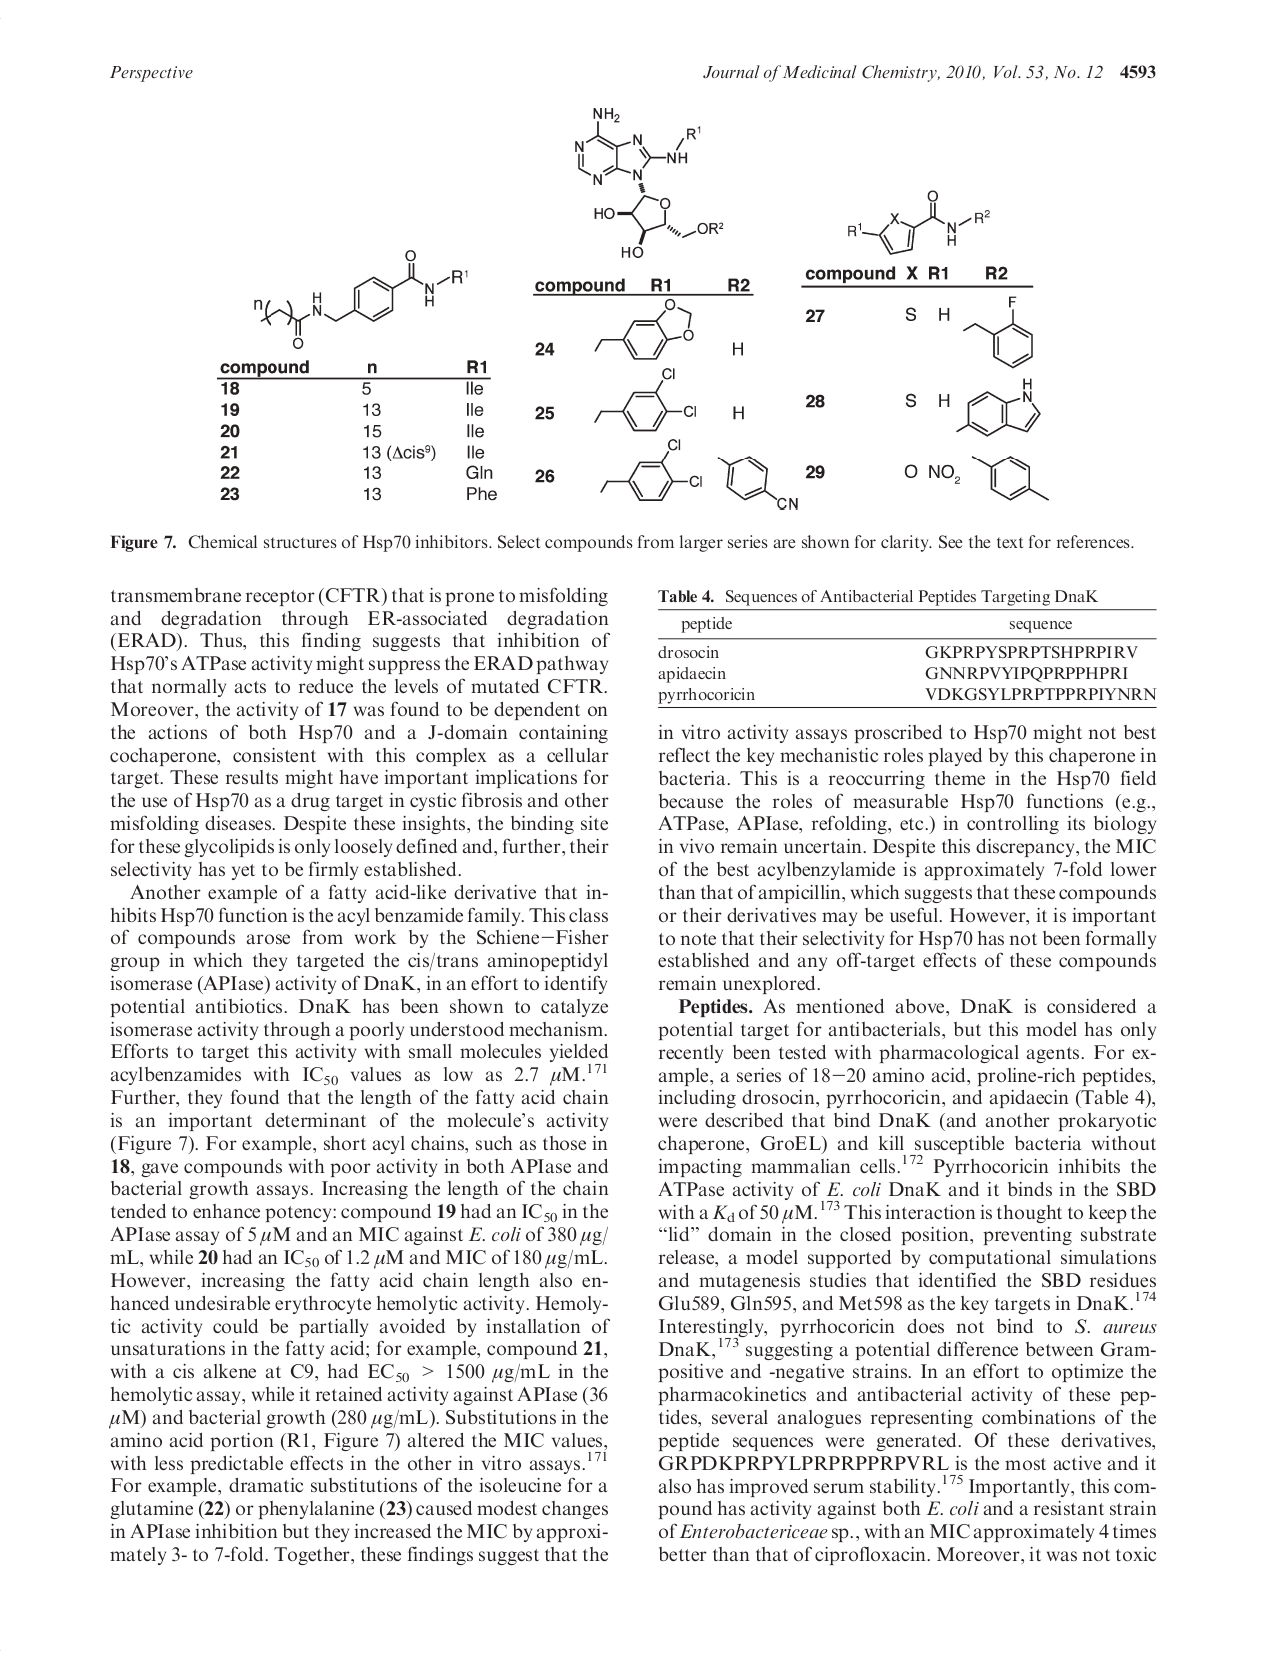 Perspective
Journal of Medicinal Chemistry, 2010, Vol. 53, No. 12 4593
NH2
N
N
N
N
NH
R1
O
HO
HO
OR2
compound R1 R2
24 O O H
25 Cl Cl H
26 Cl Cl CN
n
O
H
N
O
N
H
R1
compound n R1
18 5 Ile
19 13 Ile
20 15 Ile
21 13 (Δcis9) Ile
22 13 Gln
23 13 Phe
R1
X
O
N
H
R2
compound X R1 R2
27 S H F
28 S H H N
29 O NO2
Figure 7. Chemical structures of Hsp70 inhibitors. Select compounds from larger series are shown for clarity. See the text for references.
transmembrane receptor (CFTR) that is prone to misfolding
and degradation through ER-associated degradation
(ERAD). Thus, this finding suggests that inhibition of
Hsp70's ATPase activity might suppress the ERAD pathway
that normally acts to reduce the levels of mutated CFTR.
Moreover, the activity of 17 was found to be dependent on
the actions of both Hsp70 and a J-domain containing
cochaperone, consistent with this complex as a cellular
target. These results might have important implications for
the use of Hsp70 as a drug target in cystic fibrosis and other
misfolding diseases. Despite these insights, the binding site
for these glycolipids is only loosely defined and, further, their
selectivity has yet to be firmly established.
Another example of a fatty acid-like derivative that in-
hibits Hsp70 function is the acyl benzamide family. This class
of compounds arose from work by the Schiene−Fisher
group in which they targeted the cis/trans aminopeptidyl
isomerase (APIase) activity of DnaK, in an effort to identify
potential antibiotics. DnaK has been shown to catalyze
isomerase activity through a poorly understood mechanism.
Efforts to target this activity with small molecules yielded
acylbenzamides with IC50 values as low as 2.7 μM.171
Further, they found that the length of the fatty acid chain
is an important determinant of the molecule's activity
(Figure 7). For example, short acyl chains, such as those in
18, gave compounds with poor activity in both APIase and
bacterial growth assays. Increasing the length of the chain
tended to enhance potency: compound 19 had an IC50 in the
APIase assay of 5 μM and an MIC against E. coli of 380 μg/
mL, while 20 had an IC50 of 1.2 μM and MIC of 180 μg/mL.
However, increasing the fatty acid chain length also en-
hanced undesirable erythrocyte hemolytic activity. Hemoly-
tic activity could be partially avoided by installation of
unsaturations in the fatty acid; for example, compound 21,
with a cis alkene at C9, had EC50 > 1500 μg/mL in the
hemolytic assay, while it retained activity against APIase (36
μM) and bacterial growth (280 μg/mL). Substitutions in the
amino acid portion (R1, Figure 7) altered the MIC values,
with less predictable effects in the other in vitro assays.171
For example, dramatic substitutions of the isoleucine for a
glutamine (22) or phenylalanine (23) caused modest changes
in APIase inhibition but they increased the MIC by approxi-
mately 3- to 7-fold. Together, these findings suggest that the
Table 4. Sequences of Antibacterial Peptides Targeting DnaK
peptide sequence
drosocin GKPRPYSPRPTSHPRPIRV
apidaecin GNNRPVYIPQPRPPHPRI
pyrrhocoricin VDKGSYLPRPTPPRPIYNRN
in vitro activity assays proscribed to Hsp70 might not best
reflect the key mechanistic roles played by this chaperone in
bacteria. This is a reoccurring theme in the Hsp70 field
because the roles of measurable Hsp70 functions (e.g.,
ATPase, APIase, refolding, etc.) in controlling its biology
in vivo remain uncertain. Despite this discrepancy, the MIC
of the best acylbenzylamide is approximately 7-fold lower
than that of ampicillin, which suggests that these compounds
or their derivatives may be useful. However, it is important
to note that their selectivity for Hsp70 has not been formally
established and any off-target effects of these compounds
remain unexplored.
Peptides. As mentioned above, DnaK is considered a
potential target for antibacterials, but this model has only
recently been tested with pharmacological agents. For ex-
ample, a series of 18−20 amino acid, proline-rich peptides,
including drosocin, pyrrhocoricin, and apidaecin (Table 4),
were described that bind DnaK (and another prokaryotic
chaperone, GroEL) and kill susceptible bacteria without
impacting mammalian cells.172 Pyrrhocoricin inhibits the
ATPase activity of E. coli DnaK and it binds in the SBD
with a Kd of 50 μM.173 This interaction is thought to keep the
“lid” domain in the closed position, preventing substrate
release, a model supported by computational simulations
and mutagenesis studies that identified the SBD residues
Glu589, Gln595, and Met598 as the key targets in DnaK.174
Interestingly, pyrrhocoricin does not bind to S. aureus
DnaK,173 suggesting a potential difference between Gram-
positive and -negative strains. In an effort to optimize the
pharmacokinetics and antibacterial activity of these pep-
tides, several analogues representing combinations of the
peptide sequences were generated. Of these derivatives,
GRPDKPRPYLPRPRPPRPVRL is the most active and it
also has improved serum stability.175 Importantly, this com-
pound has activity against both E. coli and a resistant strain
of Enterobactericeae sp., with an MIC approximately 4 times
better than that of ciprofloxacin. Moreover, it was not toxic